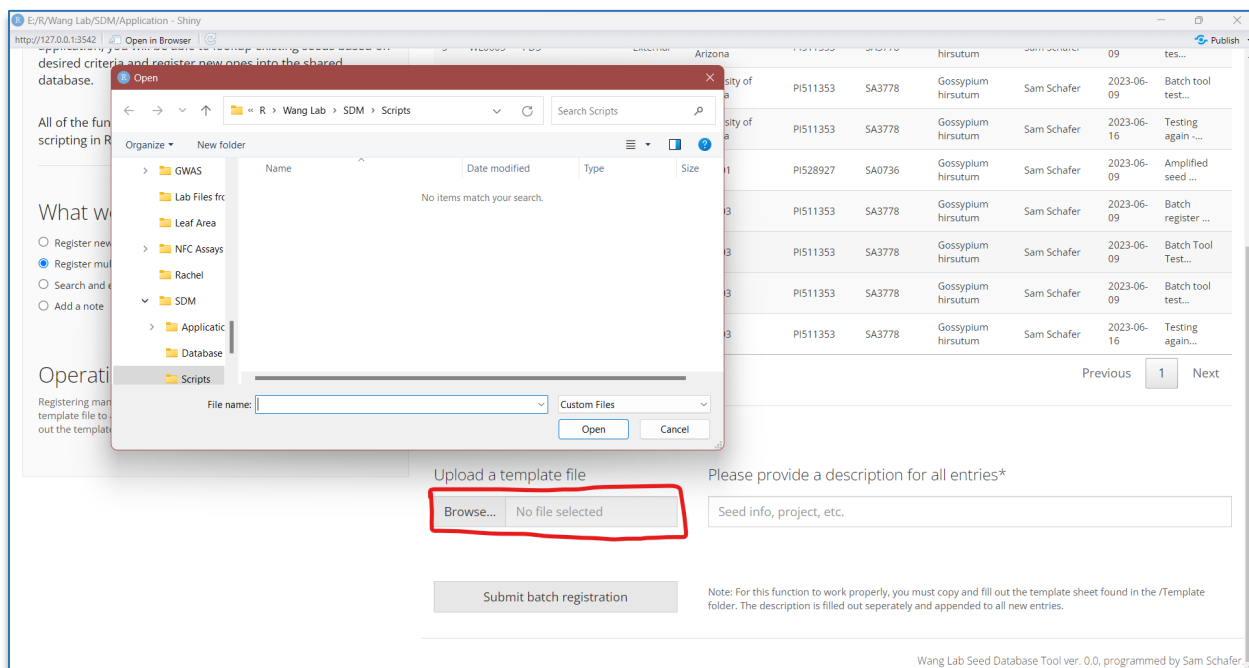 E:/R/Wang Lab/SDM/Application - Shiny
http://127.0.0.1:3542 Open in Browser Publish
desired criteria and register new ones into the shared
database.
All of the fun
scripting in R
What w
Register new
Register mul
Search and e
Add a note
Operati
Registering man
template file to
out the templat
Open
« R > Wang Lab > SDM > Scripts Search Scripts
Organize New folder
GWAS
Lab Files frc
Leaf Area
NFC Assays
Rachel
SDM
Applicatic
Database
Scripts
Name Date modified Type Size
No items match your search.
File name: Custom Files
Open Cancel
Arizona hirsutum 09 tes...
sity of PI511353 SA3778 Gossypium hirsutum Sam Schafer 2023-06-09 Batch tool test...
sity of PI511353 SA3778 Gossypium hirsutum Sam Schafer 2023-06-16 Testing again -...
PI528927 SA0736 Gossypium hirsutum Sam Schafer 2023-06-09 Amplified seed ...
PI511353 SA3778 Gossypium hirsutum Sam Schafer 2023-06-09 Batch register ...
PI511353 SA3778 Gossypium hirsutum Sam Schafer 2023-06-09 Batch Tool Test...
PI511353 SA3778 Gossypium hirsutum Sam Schafer 2023-06-09 Batch tool test...
PI511353 SA3778 Gossypium hirsutum Sam Schafer 2023-06-16 Testing again...
Previous 1 Next
Upload a template file
Browse... No file selected
Please provide a description for all entries*
Seed info, project, etc.
Submit batch registration
Note: For this function to work properly, you must copy and fill out the template sheet found in the /Template
folder. The description is filled out seperately and appended to all new entries.
Wang Lab Seed Database Tool ver. 0.0, programmed by Sam Schafer.